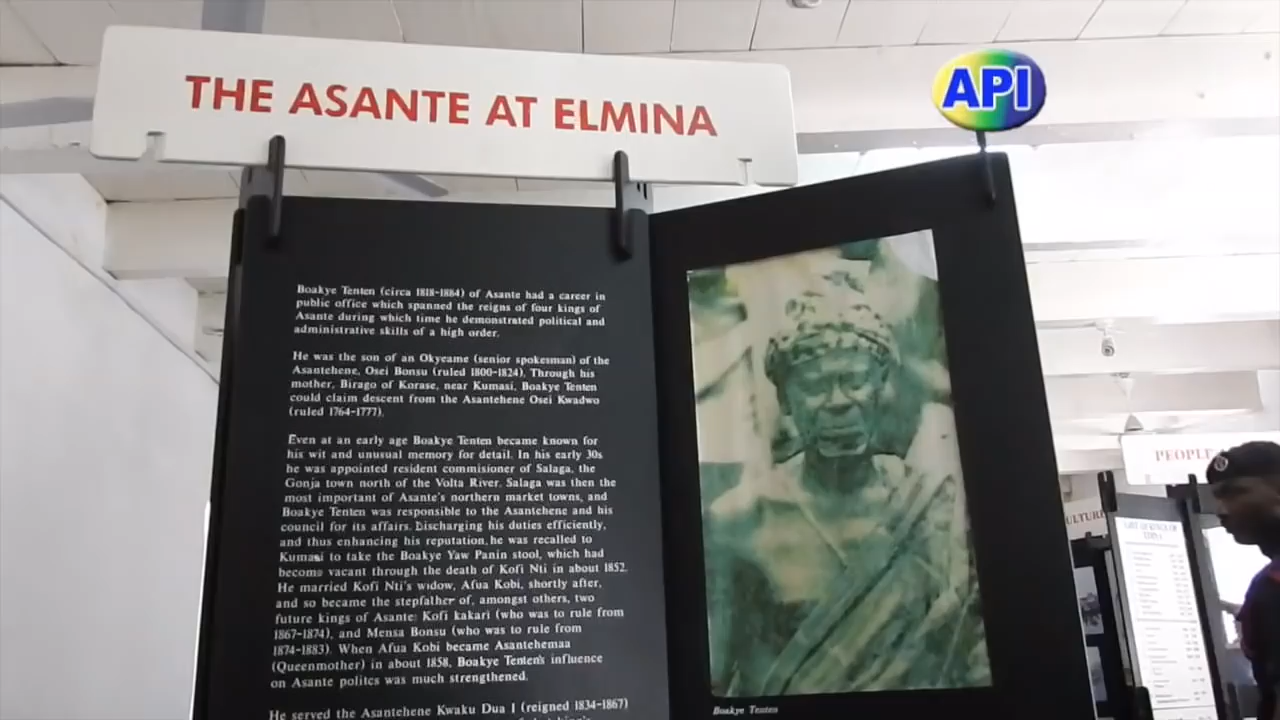 THE ASANTE AT ELMINA
API
Boakye Tenten (circa 1818-1884) of Asante had a career in
public office which spanned the reigns of four kings of
Asante during which time he demonstrated political and
administrative skills of a high order.
He was the son of an Okyeame (senior spokesman) of the
Asantehene, Osei Bonsu (ruled 1800-1824). Through his
mother, Birago of Korase, near Kumasi, Boakye Tenten
could claim descent from the Asantehene Osei Kwadwo
(ruled 1764-1777).
Even at an early age Boakye Tenten became known for
his wit and unusual memory for detail. In his early 30s
he was appointed resident commisioner of Salaga, the
Gonja town north of the Volta River. Salaga was then the
most important of Asante's northern market towns, and
Boakye Tenten was responsible to the Asantehene and his
council for its affairs. Discharging his duties efficiently,
and thus enhancing his reputation, he was recalled to
Kumasi to take the Boakye Yaw Panin stool, which had
become vacant through the death of Kofi Nti in about 1852.
He married Kofi Nti's widow, Afua Kobi, shortly after,
and so became the stepfather of, amongst others, two
future kings of Asante: Kofi kakari (who was to rule from
1867-1874), and Mensa Bonsu (who was to rule from
1874-1883). When Afua Kobi became Asantehemaa
(Queenmother) in about 1858, Boakye Tenten's influence
on Asante politcs was much strengthened.
He served the Asantehene Kwaku Dua I (reigned 1834-1867)
Boakye Tenten
PEOPLE
ULTURE
LIST OF KINGS OF